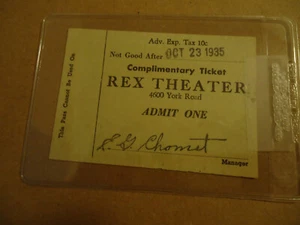 Adv. Exp. Tax 10c
Not Good After OCT 23 1935
Complimentary Ticket
REX THEATER
4600 York Road
ADMIT ONE
Manager
This Pass Cannot Be Used On